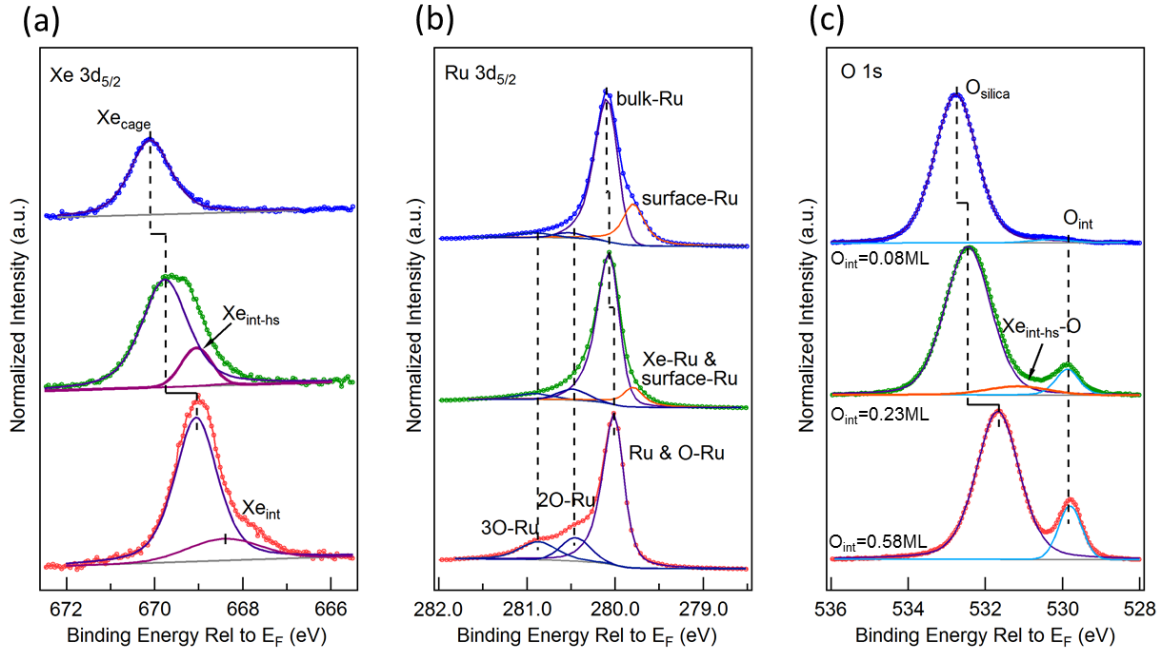 (a)
Xe 3d5/2
Xecage
Xeint-hs
Xeint
Normalized Intensity (a.u.)
672 670 668 666
Binding Energy Rel to EF (eV)
(b)
Ru 3d5/2
bulk-Ru
surface-Ru
Xe-Ru &
surface-Ru
Ru & O-Ru
2O-Ru
3O-Ru
Normalized Intensity (a.u.)
282.0 281.0 280.0 279.0
Binding Energy Rel to EF (eV)
(c)
O 1s
Osilica
Oint
Oint=0.08ML
Xeint-hs-O
Oint=0.23ML
Oint=0.58ML
Normalized Intensity (a.u.)
536 534 532 530 528
Binding Energy Rel to EF (eV)